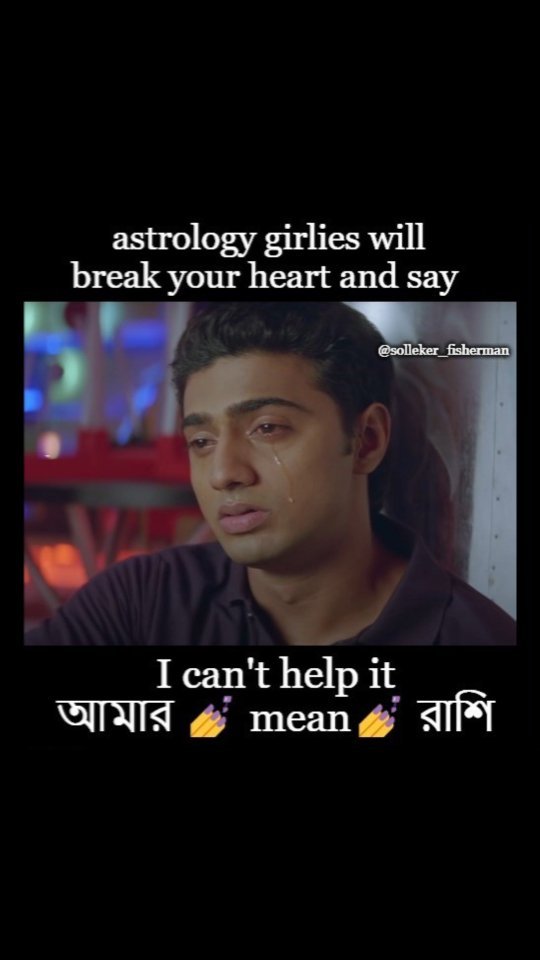 astrology girlies will
break your heart and say
@solleker_fisherman
I can't help it
আমার 💅 mean 💅 রাশি